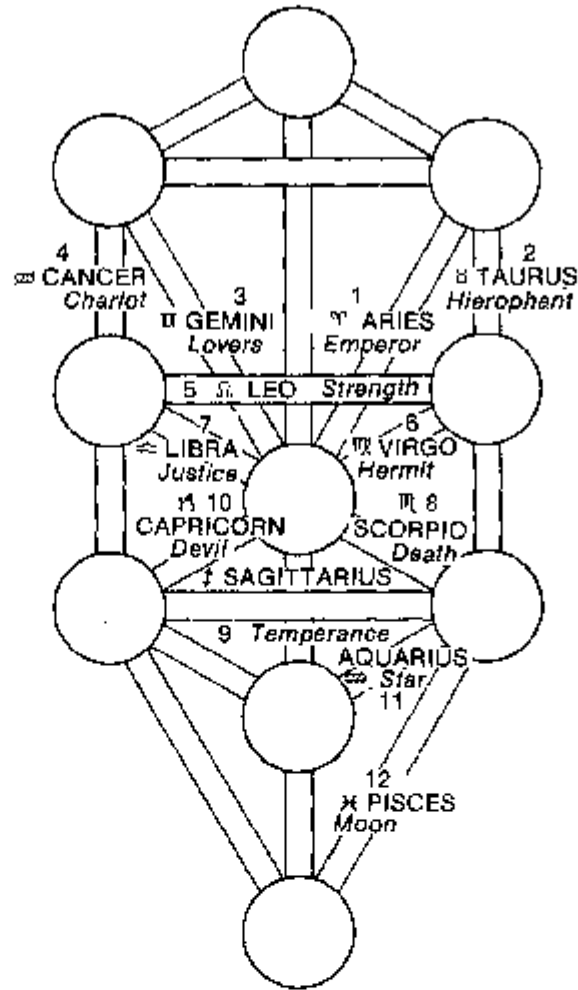 4
♋ CANCER
Chariot
2
♉ TAURUS
Hierophant
3
♊ GEMINI
Lovers
1
♈ ARIES
Emperor
5 ♌ LEO Strength
7
♎ LIBRA
Justice
6
♍ VIRGO
Hermit
♑ 10
CAPRICORN
Devil
♏ 8
SCORPIO
Death
♐ SAGITTARIUS
9 Temperance
AQUARIUS
♒ Star
11
12
♓ PISCES
Moon